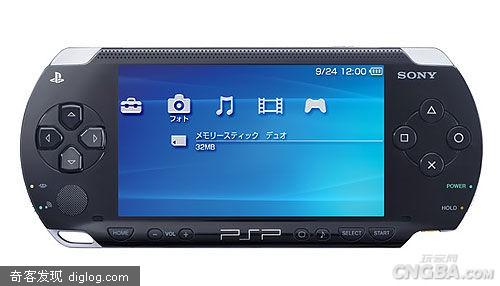 9/24 12:00
SONY
フォト
メモリースティック デュオ
32MB
POWER
HOLD
HOME
VOL
PSP
SELECT
START
奇客发现 diglog.com
玩家网
CNGBA.com